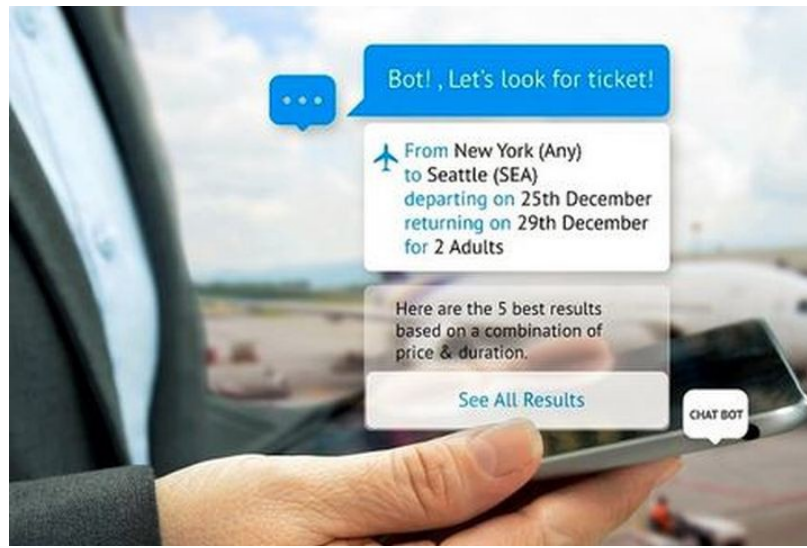 Bot! , Let's look for ticket!
From New York (Any)
to Seattle (SEA)
departing on 25th December
returning on 29th December
for 2 Adults
Here are the 5 best results
based on a combination of
price & duration.
See All Results
CHAT BOT